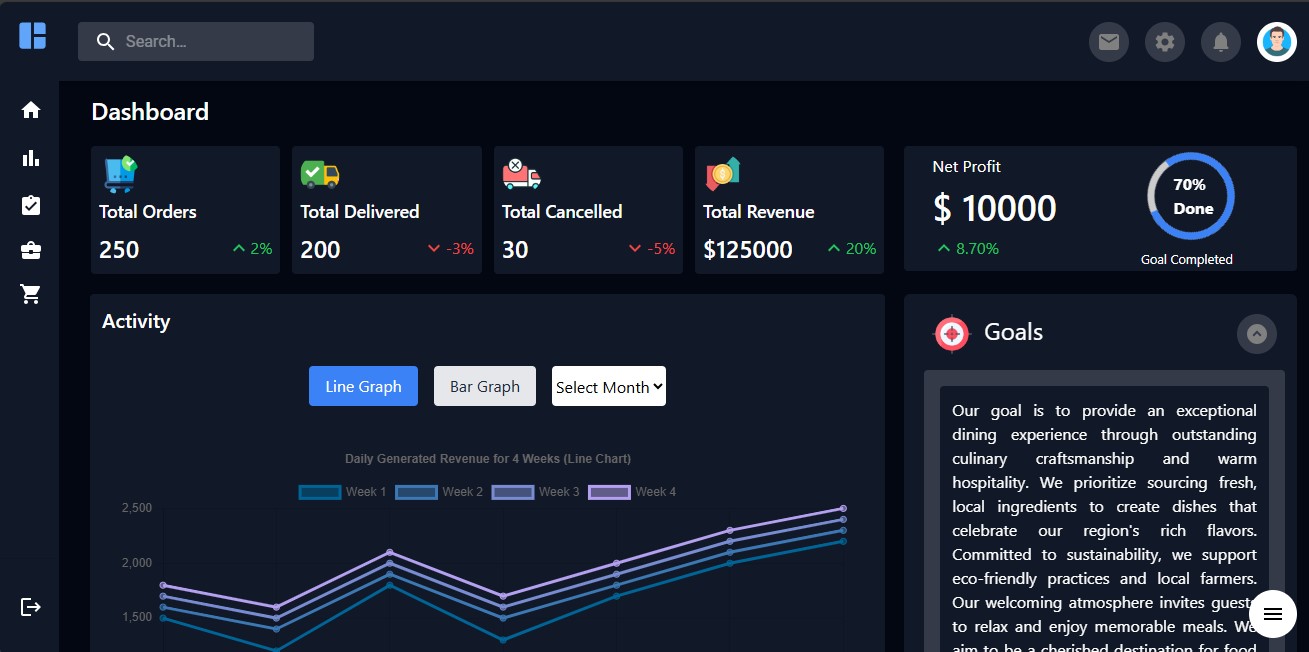 Search...
Dashboard
Total Orders
250
2%
Total Delivered
200
-3%
Total Cancelled
30
-5%
Total Revenue
$125000
20%
Net Profit
$ 10000
8.70%
70%
Done
Goal Completed
Activity
Line Graph
Bar Graph
Select Month
Daily Generated Revenue for 4 Weeks (Line Chart)
Week 1
Week 2
Week 3
Week 4
2,500
2,000
1,500
Goals
Our goal is to provide an exceptional
dining experience through outstanding
culinary craftsmanship and warm
hospitality. We prioritize sourcing fresh,
local ingredients to create dishes that
celebrate our region's rich flavors.
Committed to sustainability, we support
eco-friendly practices and local farmers.
Our welcoming atmosphere invites guests
to relax and enjoy memorable meals. We
aim to be a cherished destination for food